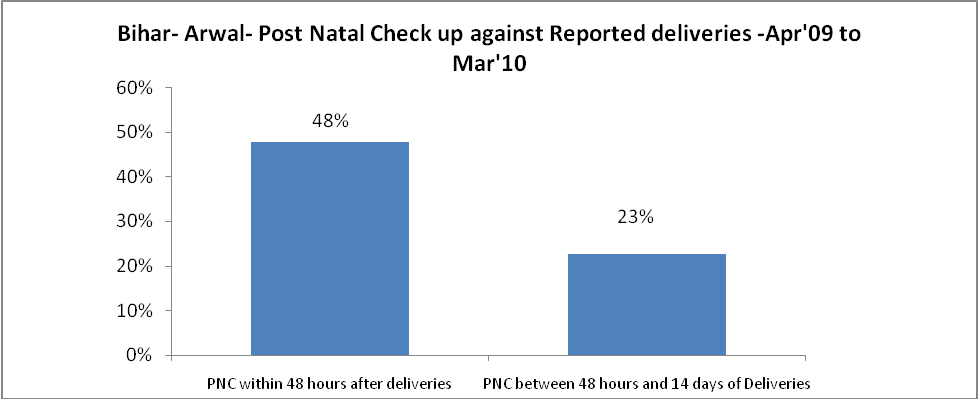 Bihar- Arwal- Post Natal Check up against Reported deliveries -Apr'09 to
Mar'10
60%
50%
40%
30%
20%
10%
0%
48%
23%
PNC within 48 hours after deliveries
PNC between 48 hours and 14 days of Deliveries